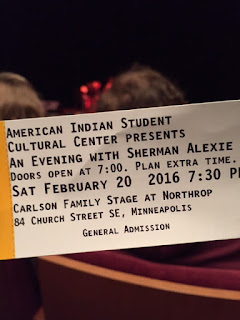 AMERICAN INDIAN STUDENT
CULTURAL CENTER PRESENTS
AN EVENING WITH SHERMAN ALEXIE
DOORS OPEN AT 7:00. PLAN EXTRA TIME.
SAT FEBRUARY 20 2016 7:30 P
CARLSON FAMILY STAGE AT NORTHROP
84 CHURCH STREET SE, MINNEAPOLIS
GENERAL ADMISSION